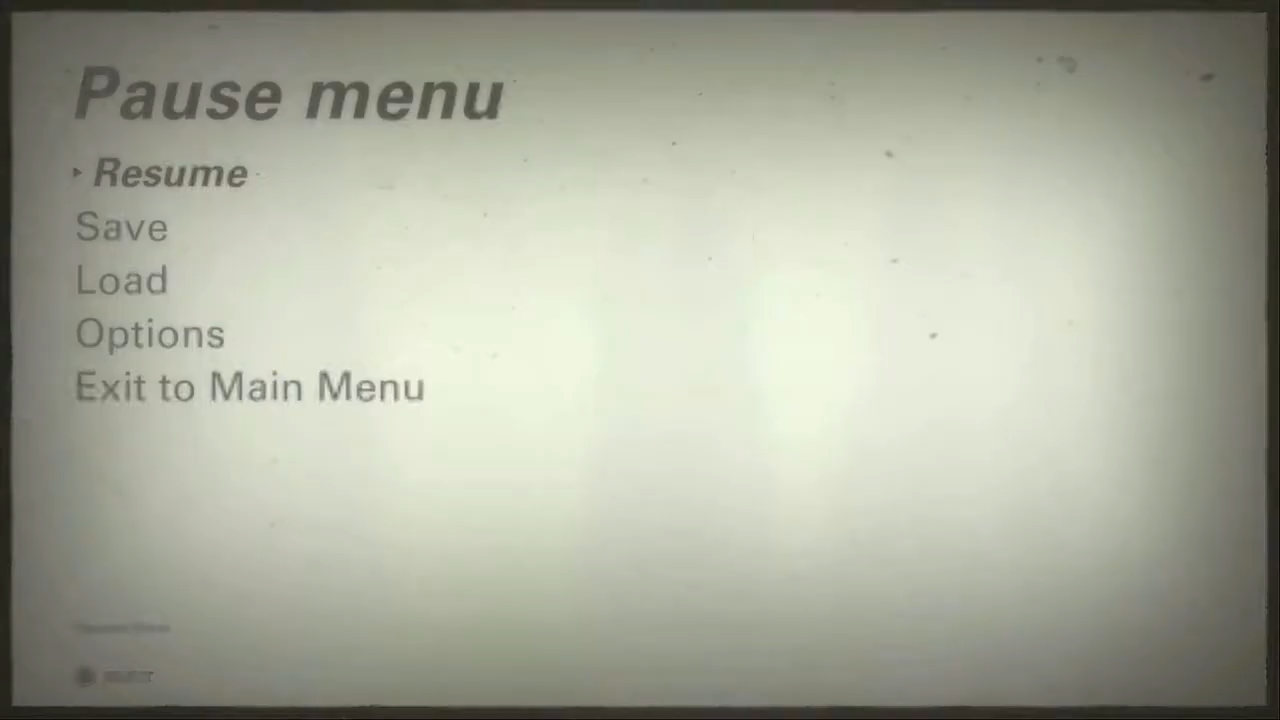 Pause menu
Resume
Save
Load
Options
Exit to Main Menu